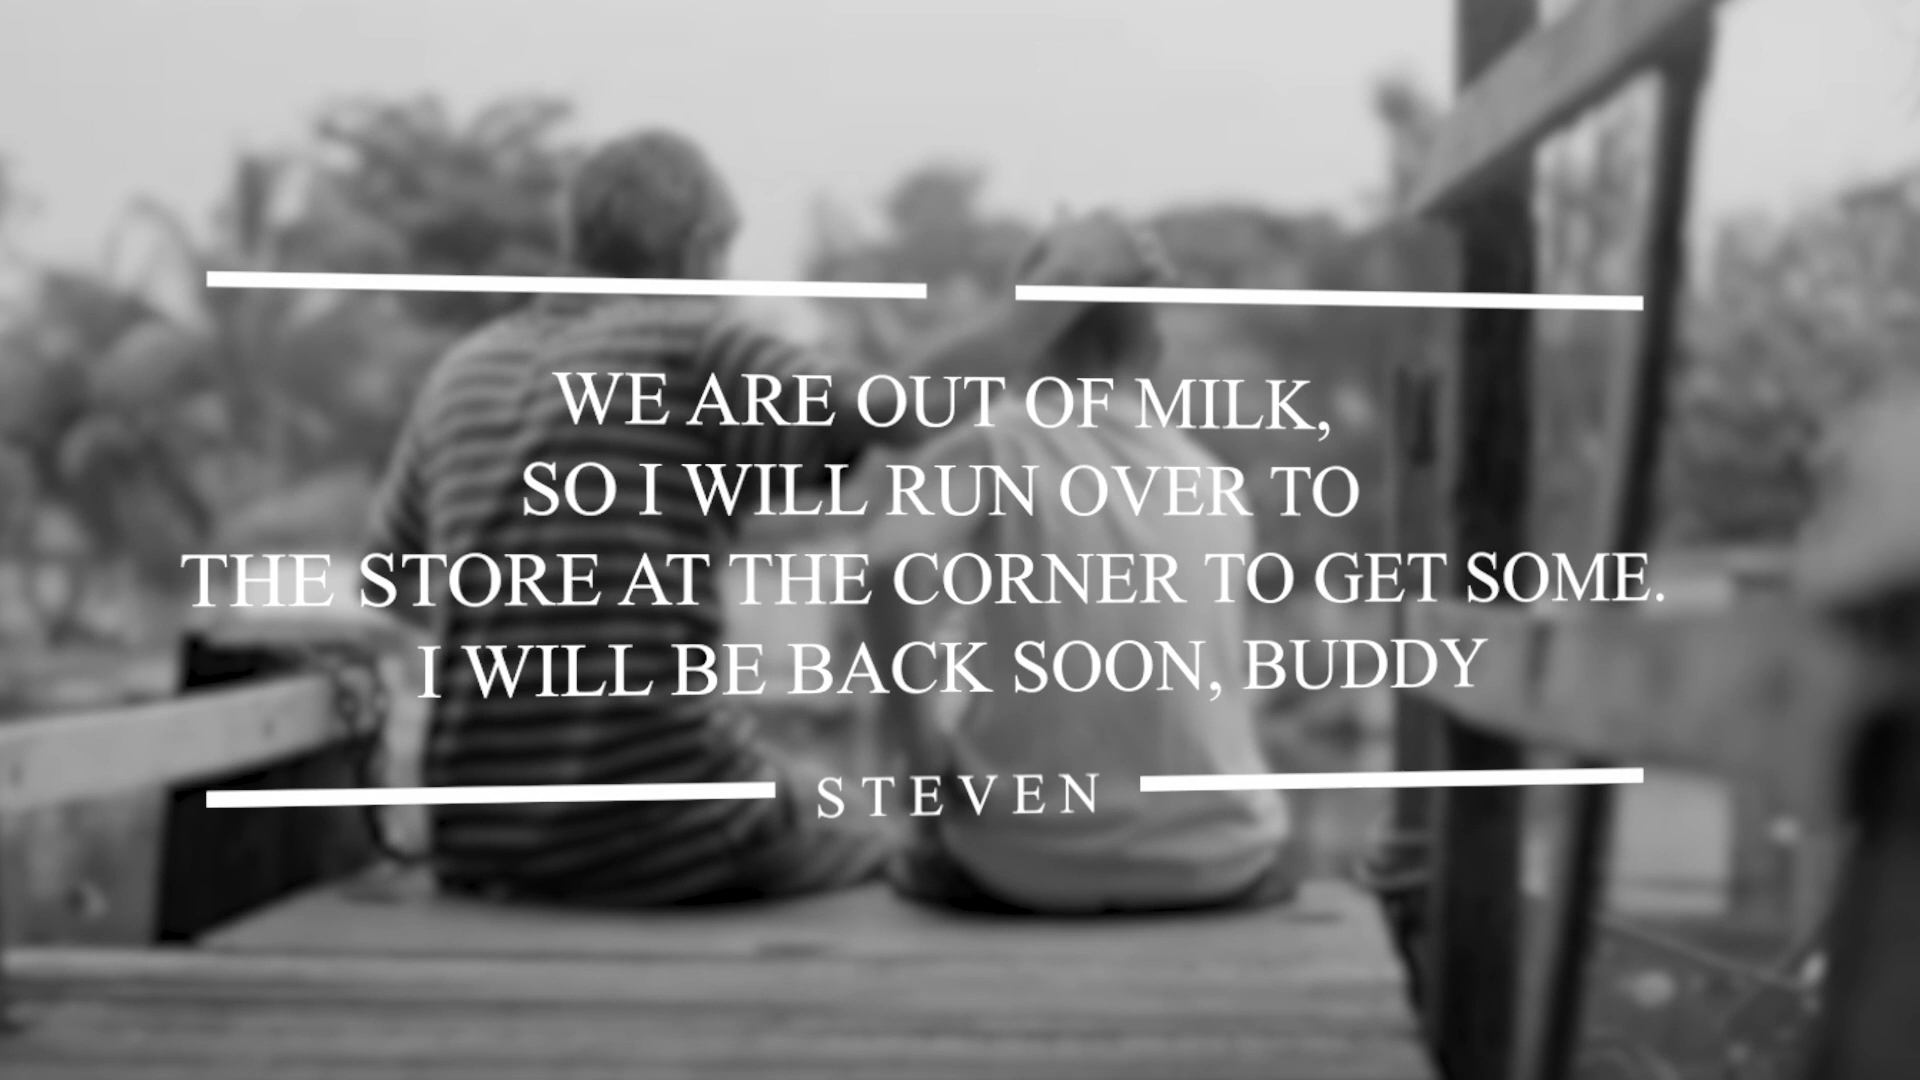 WE ARE OUT OF MILK,
SO I WILL RUN OVER TO
THE STORE AT THE CORNER TO GET SOME.
I WILL BE BACK SOON, BUDDY
STEVEN